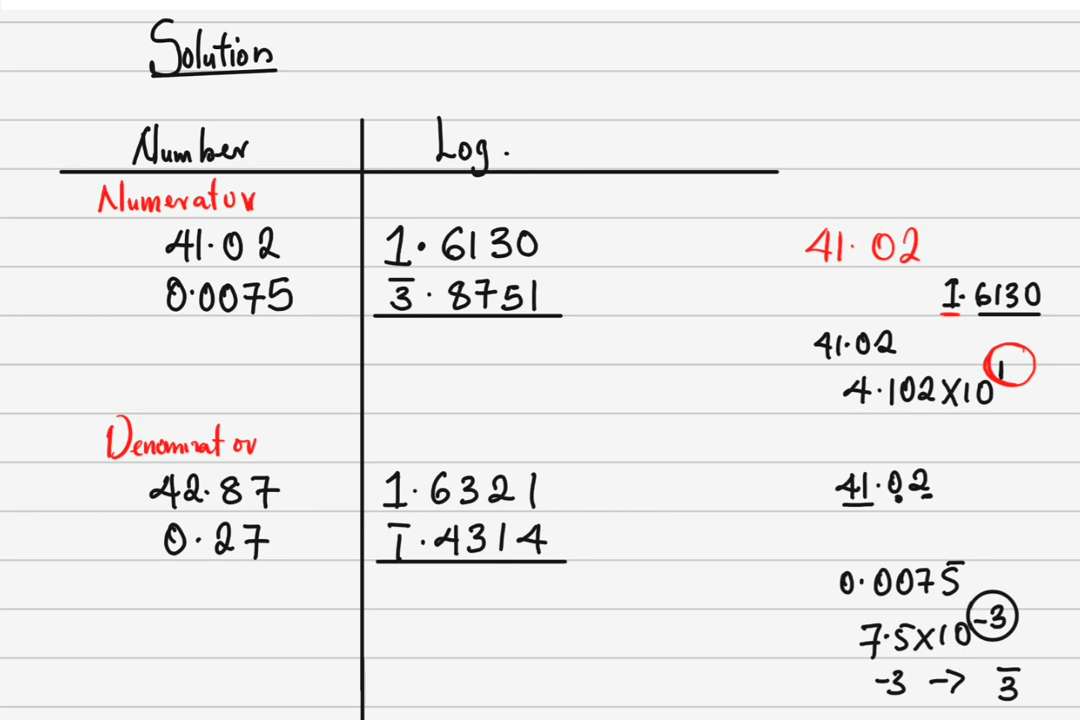 Solution
Number Log.
Numerator
41.02 1.6130
0.0075 3̅.8751
Denominator
42.87 1.6321
0.27 1̅.4314
41.02
1.6130
41.02
4.102×10¹
41.02
0.0075
7.5×10⁻³
-3 → 3̅